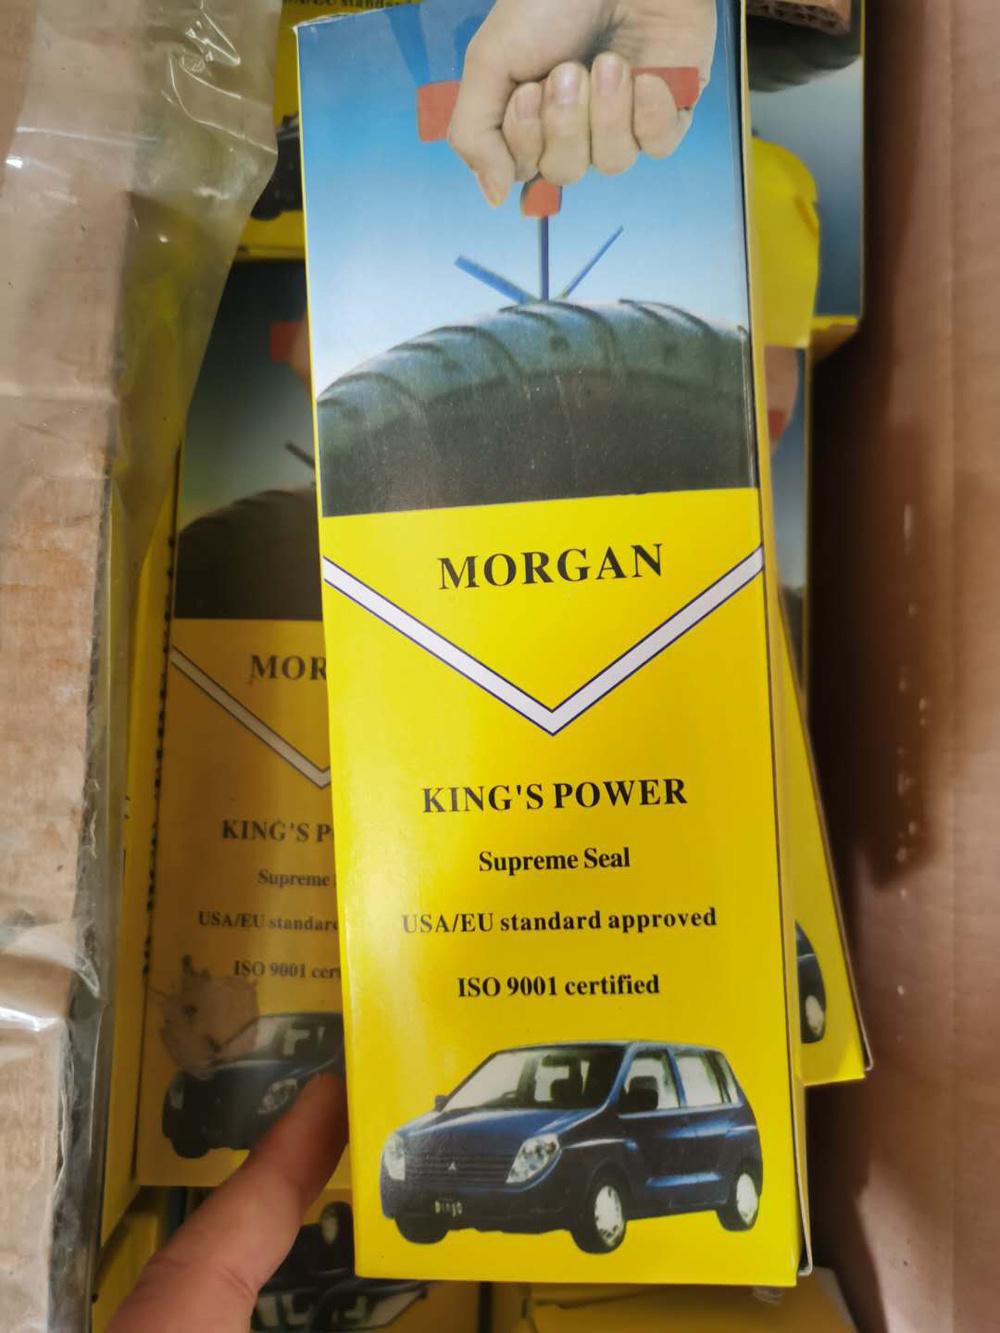 MORGAN
KING'S POWER
Supreme Seal
USA/EU standard approved
ISO 9001 certified
Dingo
MOR
KING'S P
Supreme
USA/EU standard
ISO 9001 cer